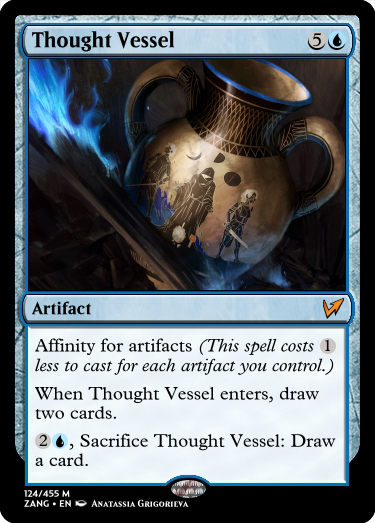 Thought Vessel 5
Artifact
Affinity for artifacts (This spell costs 1
less to cast for each artifact you control.)
When Thought Vessel enters, draw
two cards.
2, Sacrifice Thought Vessel: Draw
a card.
124/455 M
ZANG • EN Anatassia Grigorieva